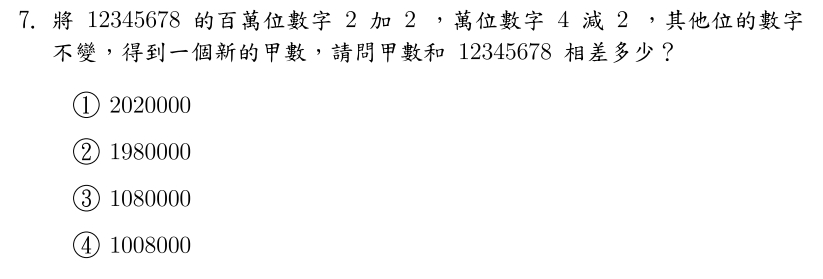 7. 將 12345678 的百萬位數字 2 加 2 ，萬位數字 4 減 2 ，其他位的數字
不變，得到一個新的甲數，請問甲數和 12345678 相差多少？
① 2020000
② 1980000
③ 1080000
④ 1008000